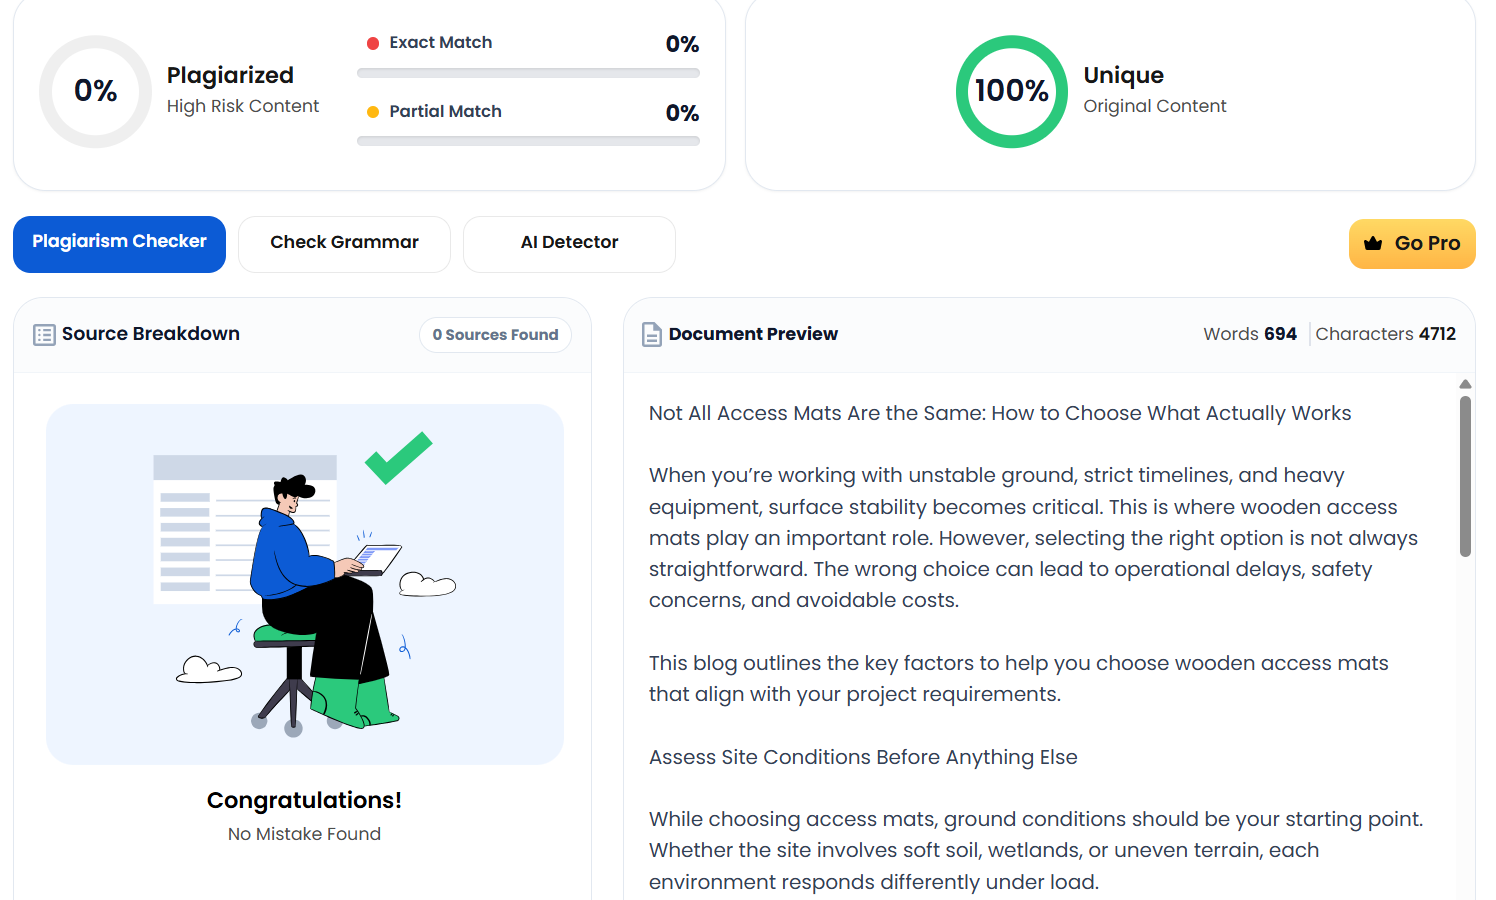 0%
Plagiarized
High Risk Content
Exact Match
0%
Partial Match
0%
100%
Unique
Original Content
Plagiarism Checker
Check Grammar
AI Detector
Go Pro
Source Breakdown
0 Sources Found
Congratulations!
No Mistake Found
Document Preview
Words 694
Characters 4712
Not All Access Mats Are the Same: How to Choose What Actually Works
When you’re working with unstable ground, strict timelines, and heavy
equipment, surface stability becomes critical. This is where wooden access
mats play an important role. However, selecting the right option is not always
straightforward. The wrong choice can lead to operational delays, safety
concerns, and avoidable costs.
This blog outlines the key factors to help you choose wooden access mats
that align with your project requirements.
Assess Site Conditions Before Anything Else
While choosing access mats, ground conditions should be your starting point.
Whether the site involves soft soil, wetlands, or uneven terrain, each
environment responds differently under load.